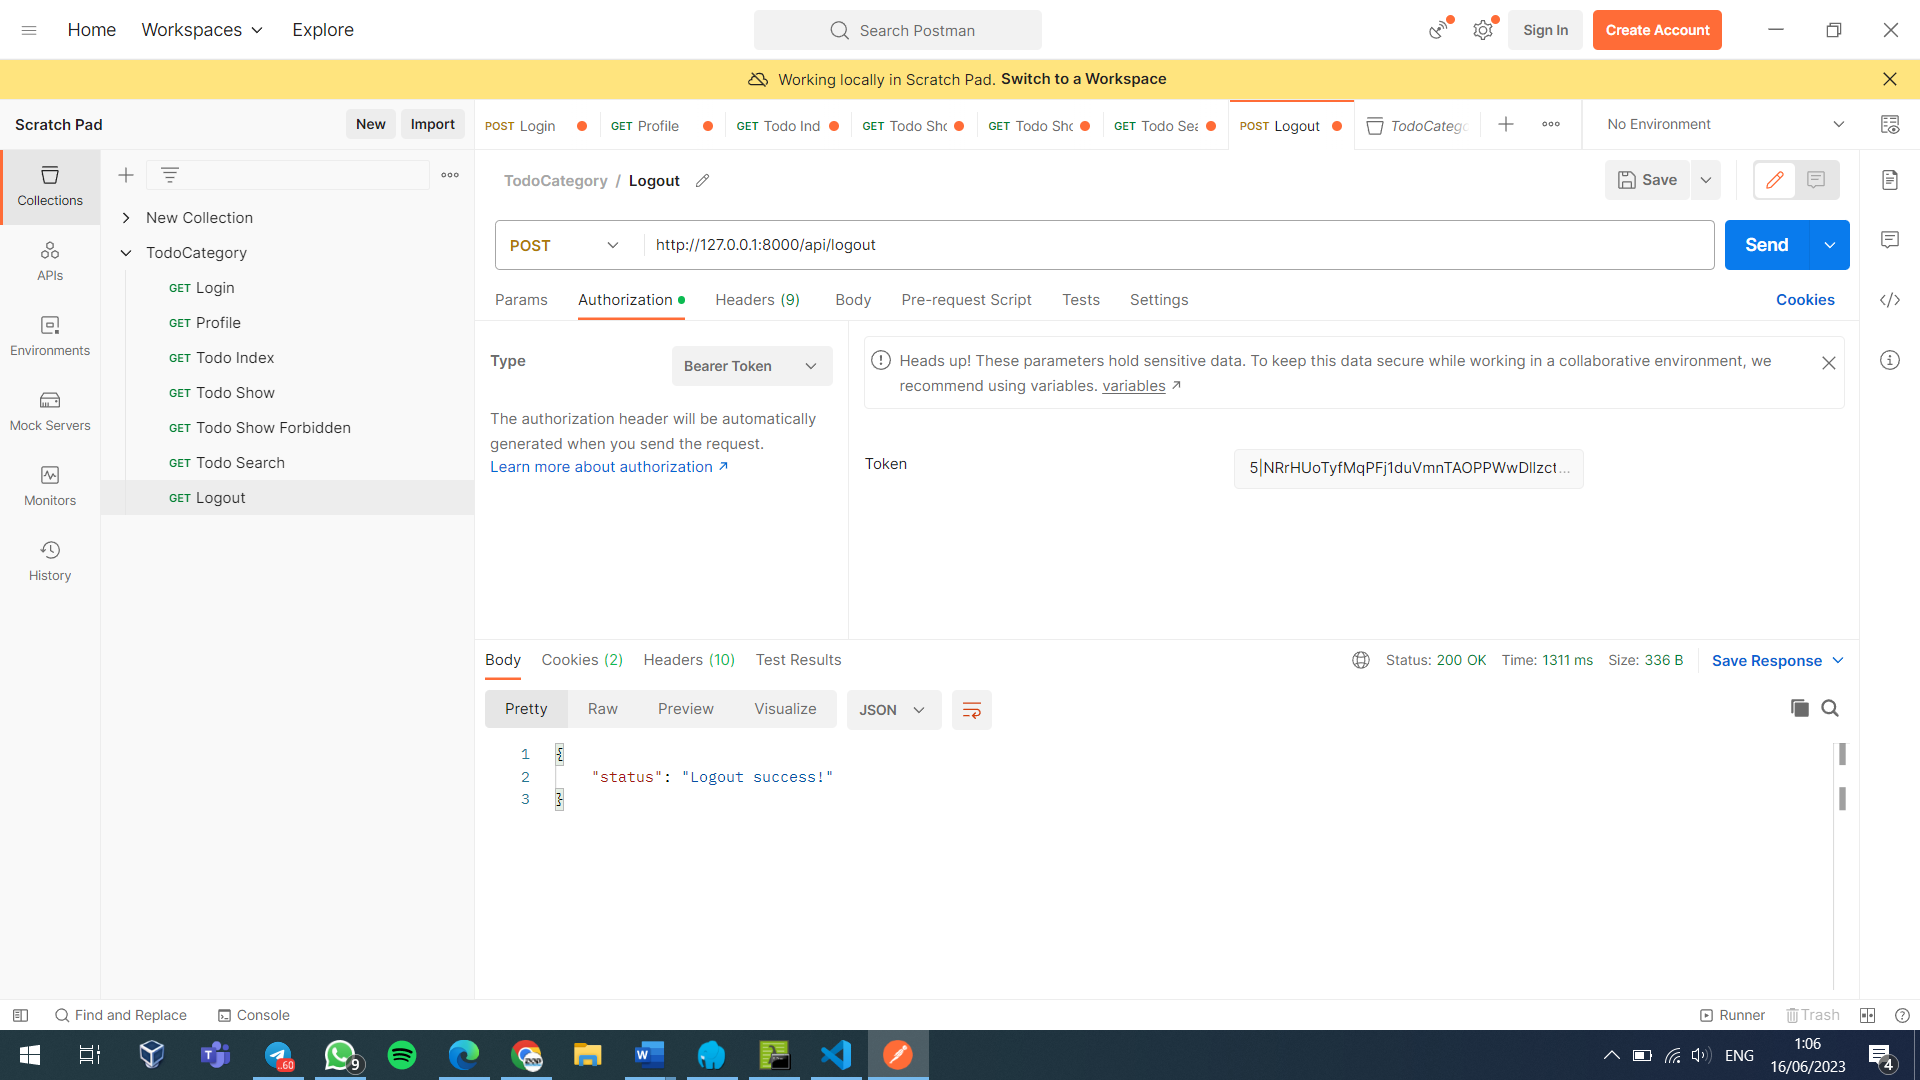 Home
Workspaces
Explore
Search Postman
Sign In
Create Account
Working locally in Scratch Pad. Switch to a Workspace
Scratch Pad
New
Import
POST Login
GET Profile
GET Todo Ind
GET Todo Sho
GET Todo Sho
GET Todo Sea
POST Logout
TodoCatego
No Environment
Collections
APIs
Environments
Mock Servers
Monitors
History
New Collection
TodoCategory
GET Login
GET Profile
GET Todo Index
GET Todo Show
GET Todo Show Forbidden
GET Todo Search
GET Logout
TodoCategory / Logout
Save
POST
http://127.0.0.1:8000/api/logout
Send
Params
Authorization
Headers (9)
Body
Pre-request Script
Tests
Settings
Cookies
Type
Bearer Token
The authorization header will be automatically
generated when you send the request.
Learn more about authorization ↗
Heads up! These parameters hold sensitive data. To keep this data secure while working in a collaborative environment, we
recommend using variables. variables ↗
Token
5|NRrHUoTyfMqPFj1duVmnTAOPPWwDlIzct...
Body
Cookies (2)
Headers (10)
Test Results
Status: 200 OK
Time: 1311 ms
Size: 336 B
Save Response
Pretty
Raw
Preview
Visualize
JSON
1 {
2 "status": "Logout success!"
3 }
Find and Replace
Console
Runner
Trash
..60
9
ENG
1:06
16/06/2023
4